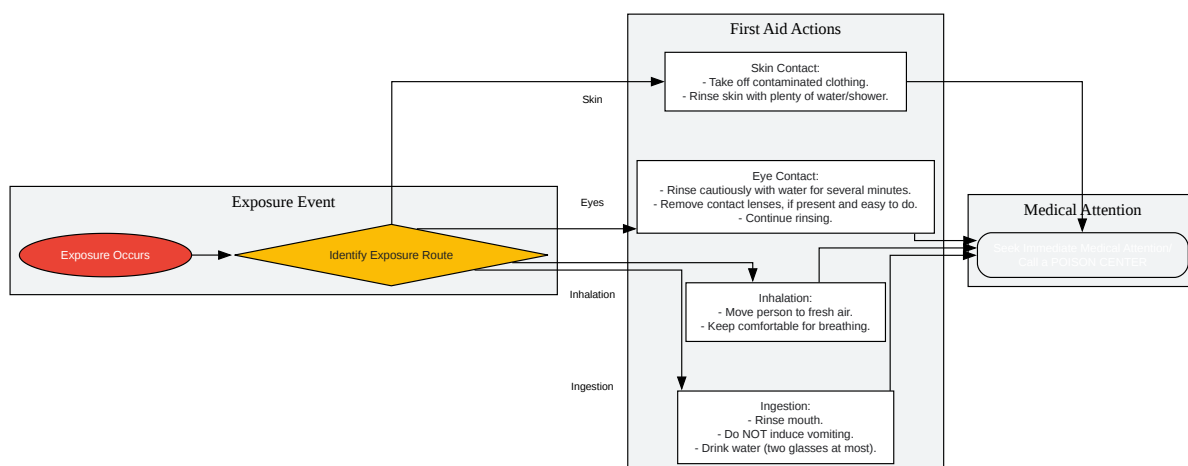 Exposure Event
Exposure Occurs
Identify Exposure Route
Skin
Eyes
Inhalation
Ingestion
First Aid Actions
Skin Contact:
- Take off contaminated clothing.
- Rinse skin with plenty of water/shower.
Eye Contact:
- Rinse cautiously with water for several minutes.
- Remove contact lenses, if present and easy to do.
- Continue rinsing.
Inhalation:
- Move person to fresh air.
- Keep comfortable for breathing.
Ingestion:
- Rinse mouth.
- Do NOT induce vomiting.
- Drink water (two glasses at most).
Medical Attention
Seek Immediate Medical Attention!
Call a POISON CENTER